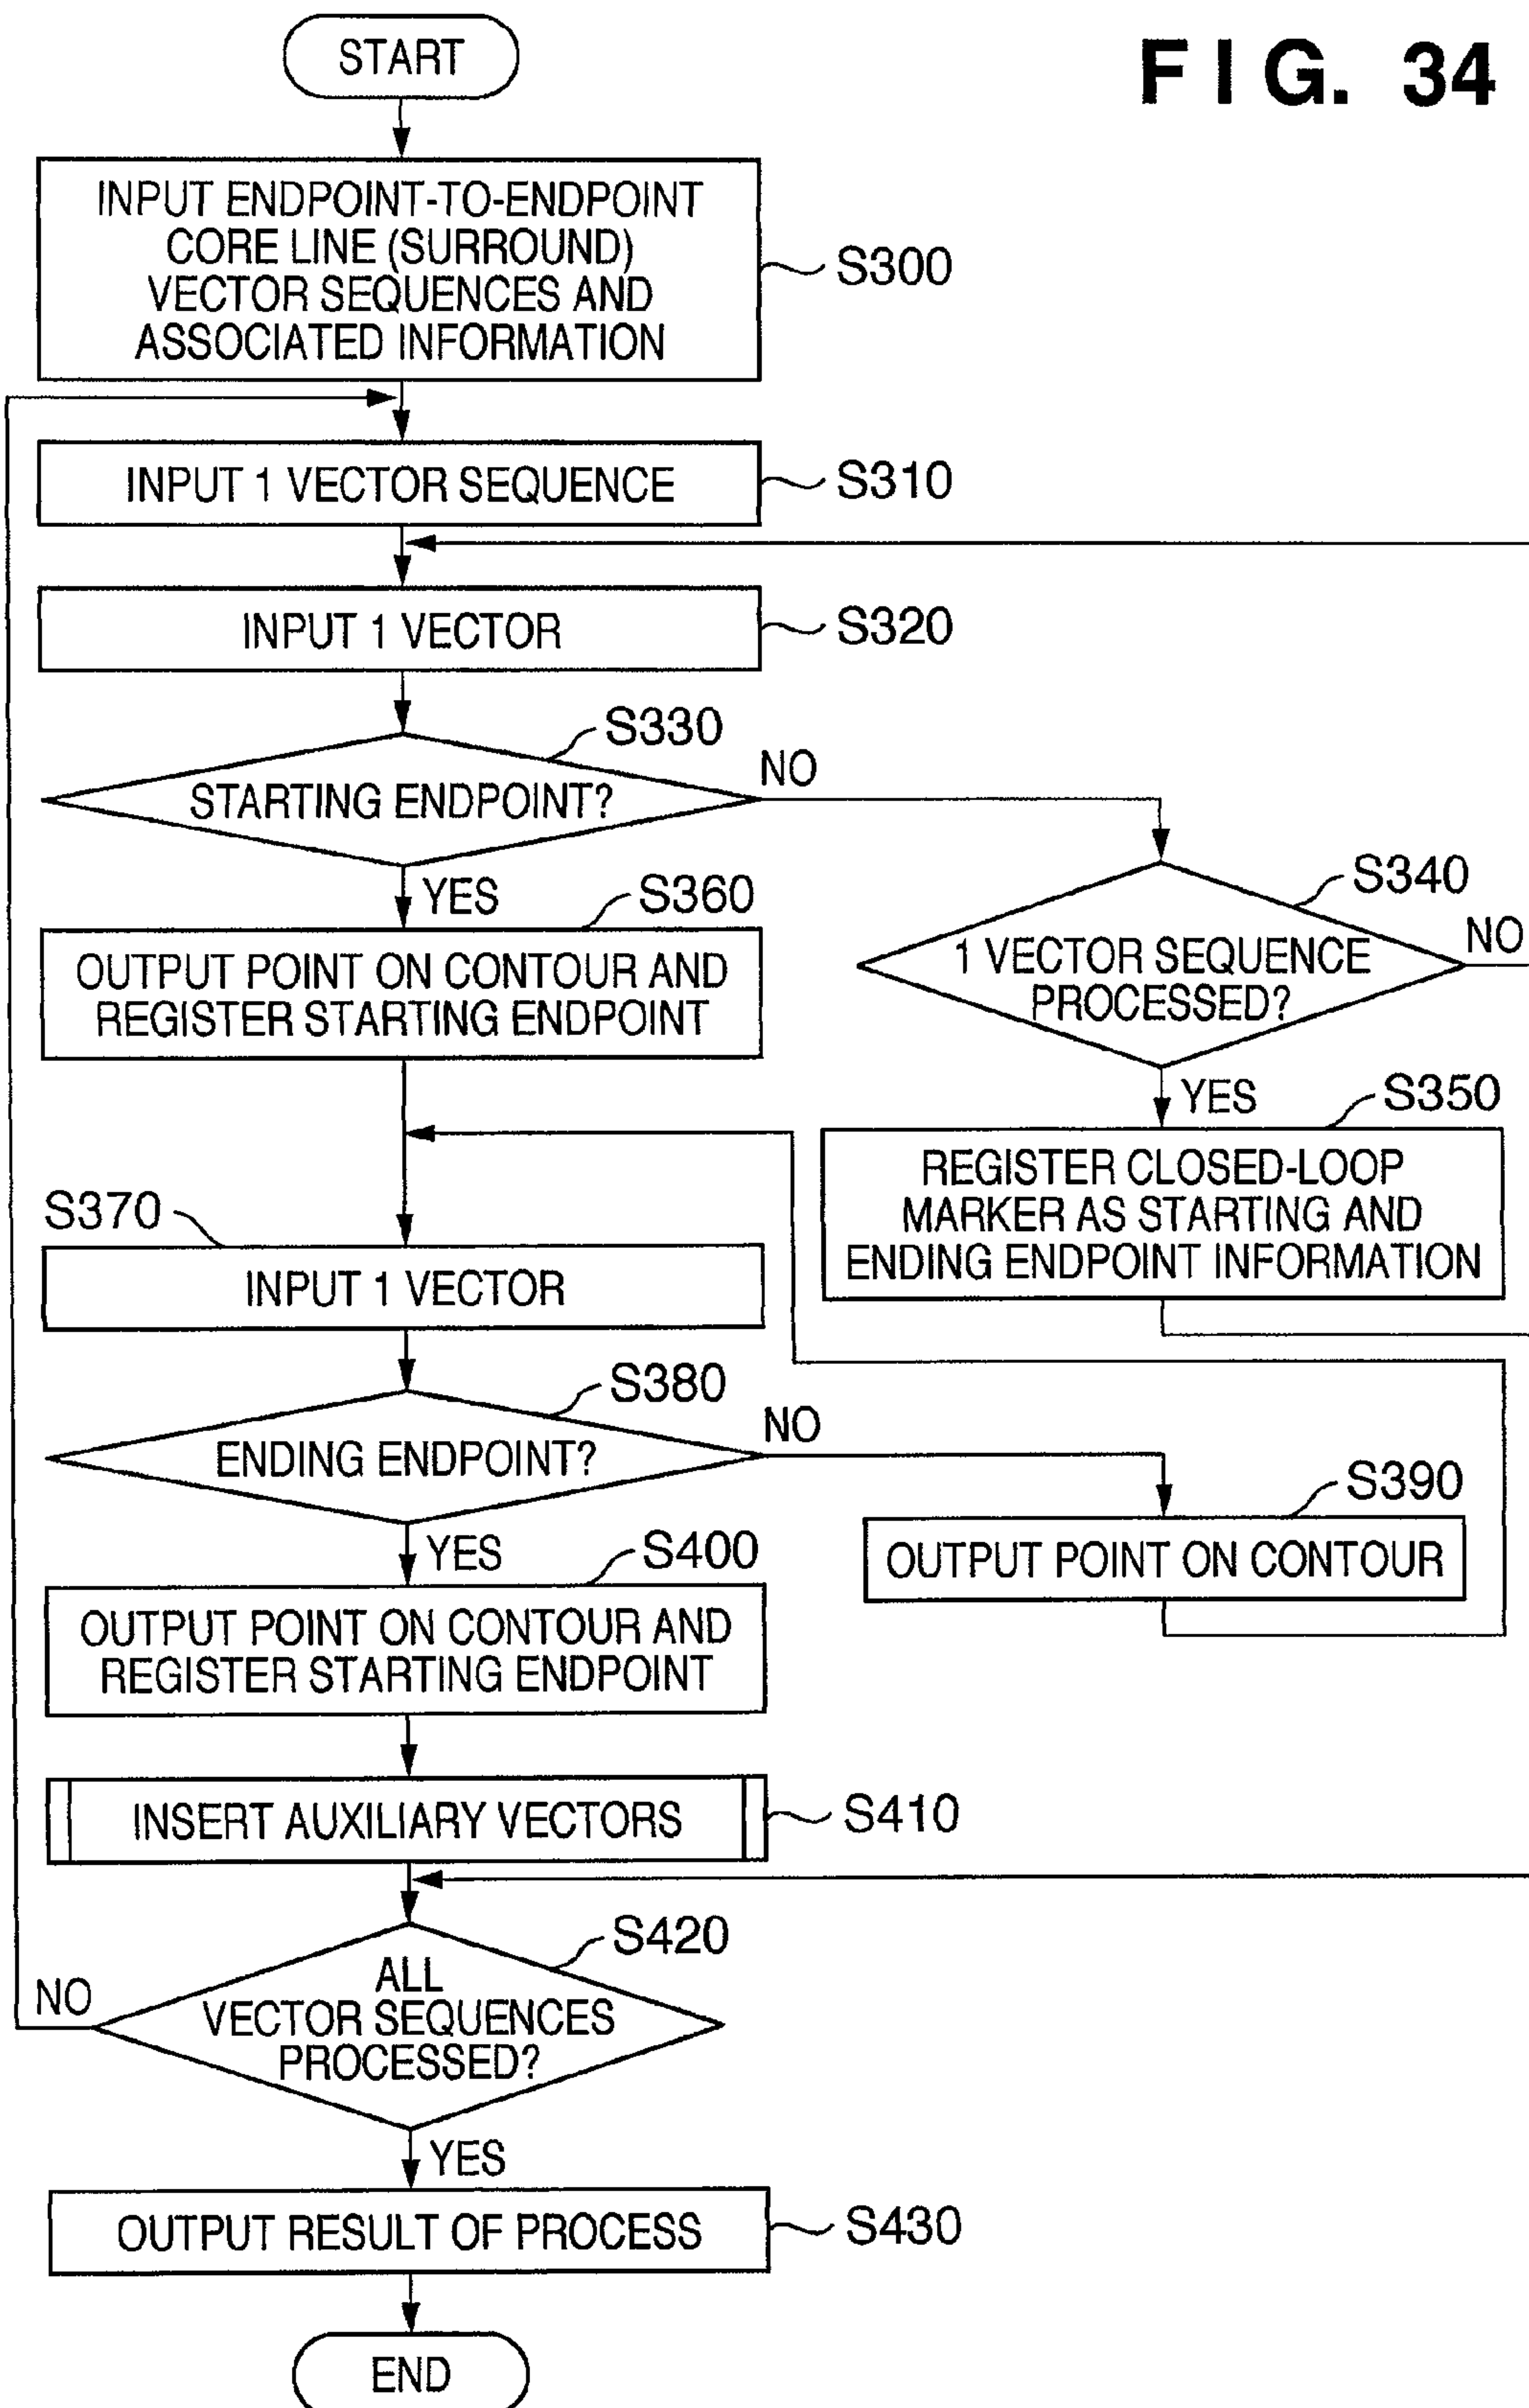 START
FIG. 34
INPUT ENDPOINT-TO-ENDPOINT
CORE LINE (SURROUND)
VECTOR SEQUENCES AND
ASSOCIATED INFORMATION
S300
INPUT 1 VECTOR SEQUENCE
S310
INPUT 1 VECTOR
S320
S330
STARTING ENDPOINT?
NO
YES
S340
1 VECTOR SEQUENCE
PROCESSED?
NO
YES
S360
OUTPUT POINT ON CONTOUR AND
REGISTER STARTING ENDPOINT
S350
REGISTER CLOSED-LOOP
MARKER AS STARTING AND
ENDING ENDPOINT INFORMATION
S370
INPUT 1 VECTOR
S380
ENDING ENDPOINT?
NO
YES
S390
OUTPUT POINT ON CONTOUR
S400
OUTPUT POINT ON CONTOUR AND
REGISTER STARTING ENDPOINT
INSERT AUXILIARY VECTORS
S410
S420
ALL
VECTOR SEQUENCES
PROCESSED?
NO
YES
OUTPUT RESULT OF PROCESS
S430
END